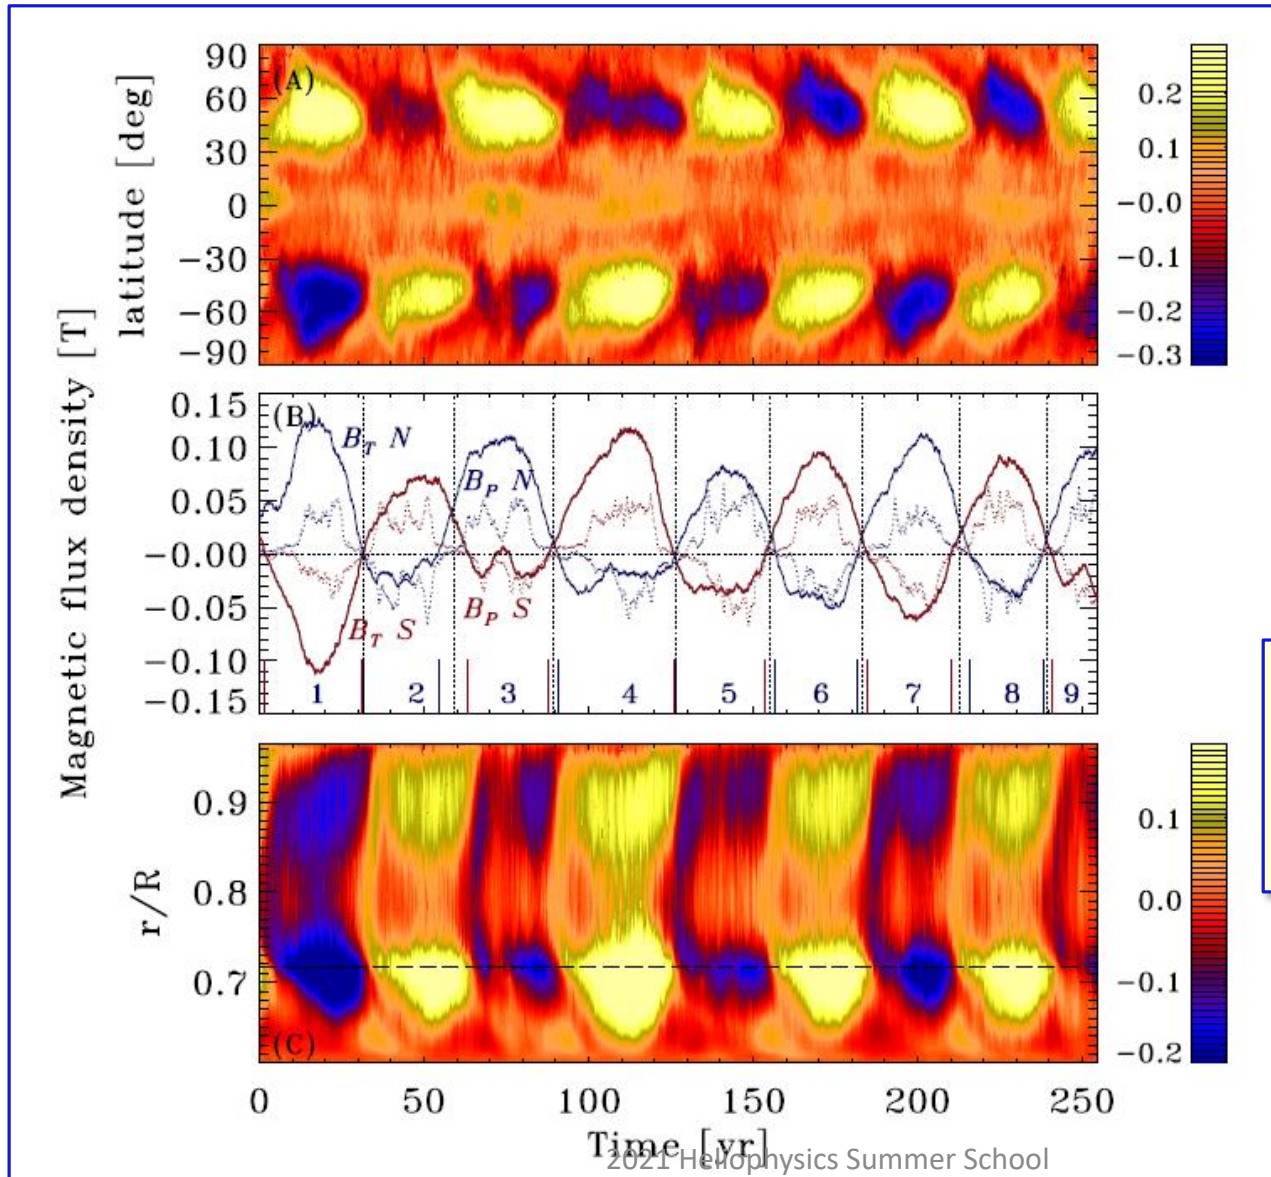 Magnetic flux density [T]
latitude [deg]
(A)
90
60
30
0
−30
−60
−90
0.2
0.1
−0.0
−0.1
−0.2
−0.3
(B)
0.15
0.10
0.05
−0.00
−0.05
−0.10
−0.15
B_T N
B_P N
B_T S
B_P S
1 2 3 4 5 6 7 8 9
r/R
0.9
0.8
0.7
(C)
0.1
0.0
−0.1
−0.2
0 50 100 150 200 250
Time [yr]
2021 Heliophysics Summer School